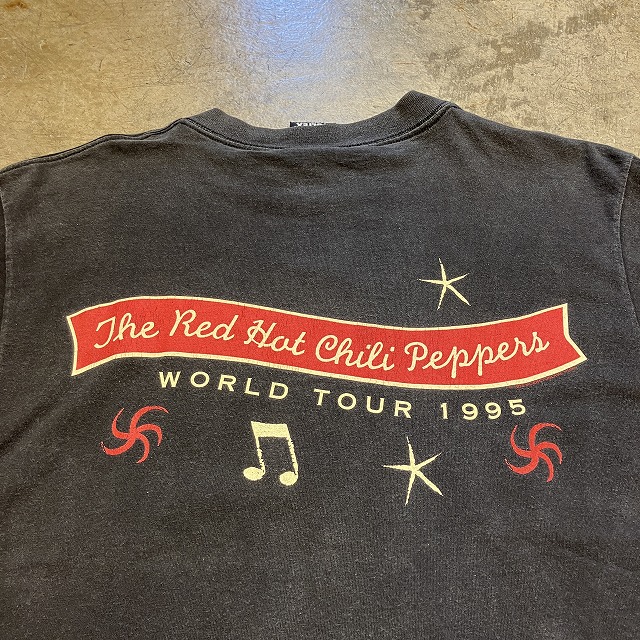 The Red Hot Chili Peppers
WORLD TOUR 1995